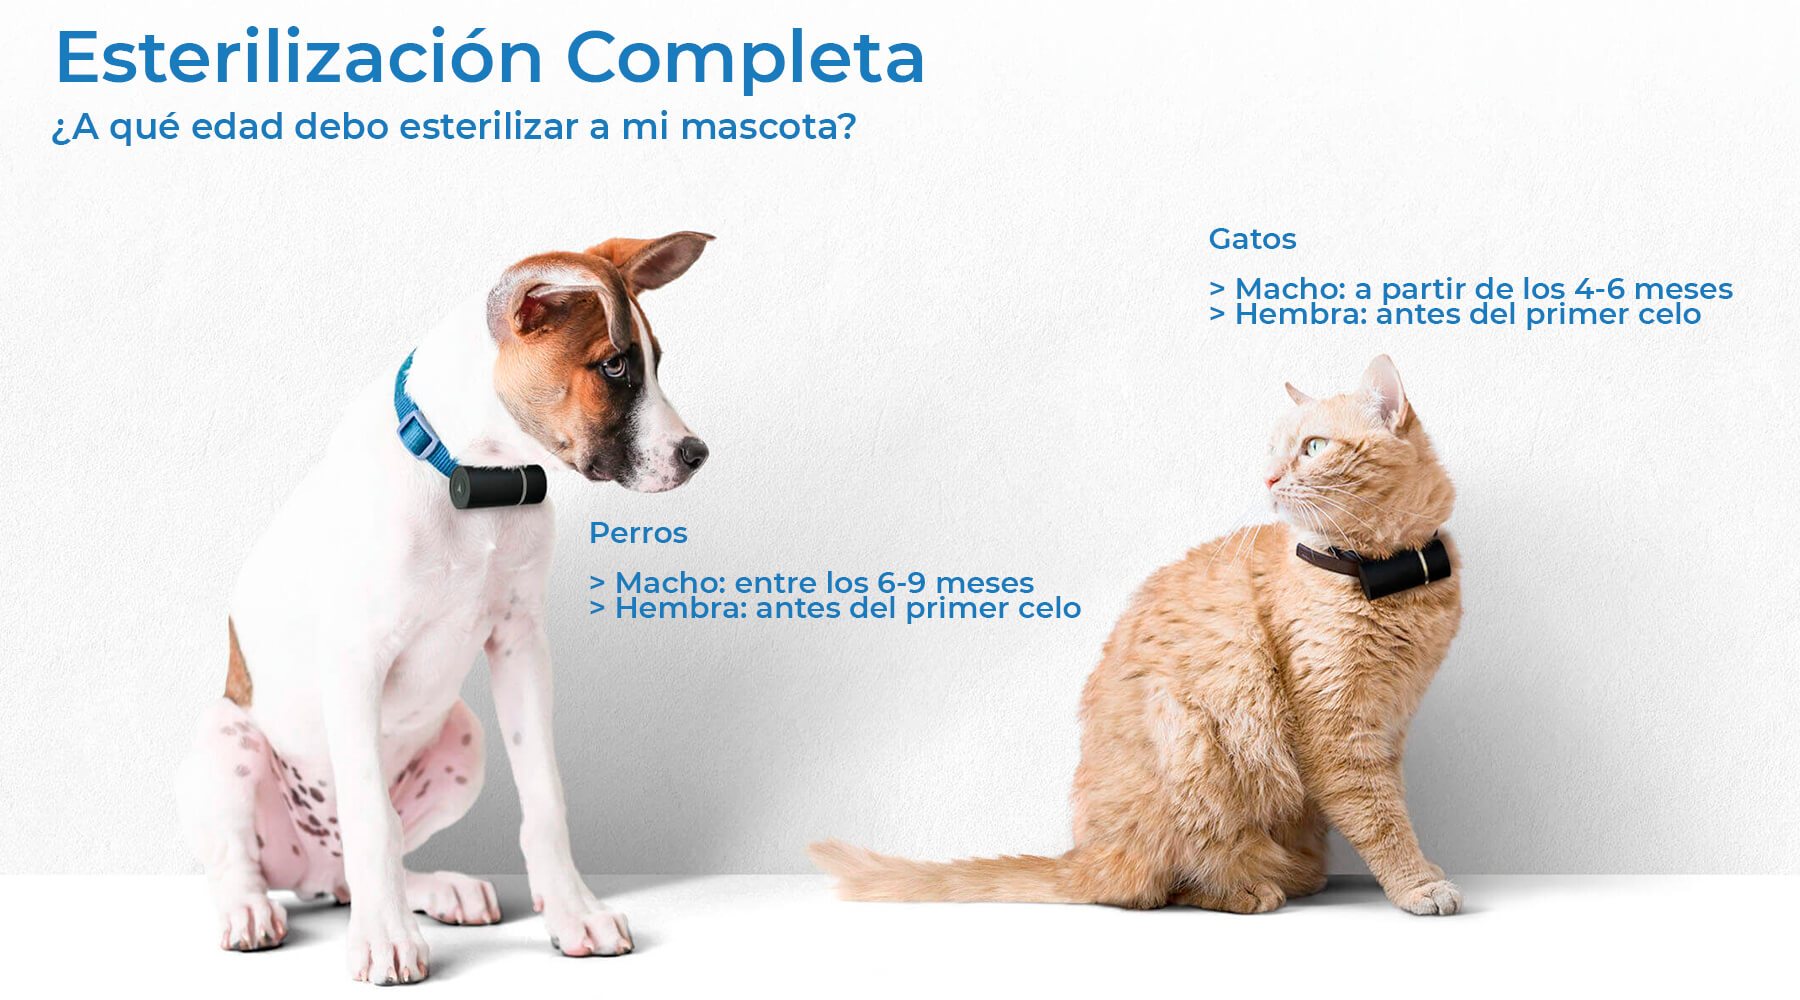 Esterilización Completa
¿A qué edad debo esterilizar a mi mascota?
Gatos
> Macho: a partir de los 4-6 meses
> Hembra: antes del primer celo
Perros
> Macho: entre los 6-9 meses
> Hembra: antes del primer celo